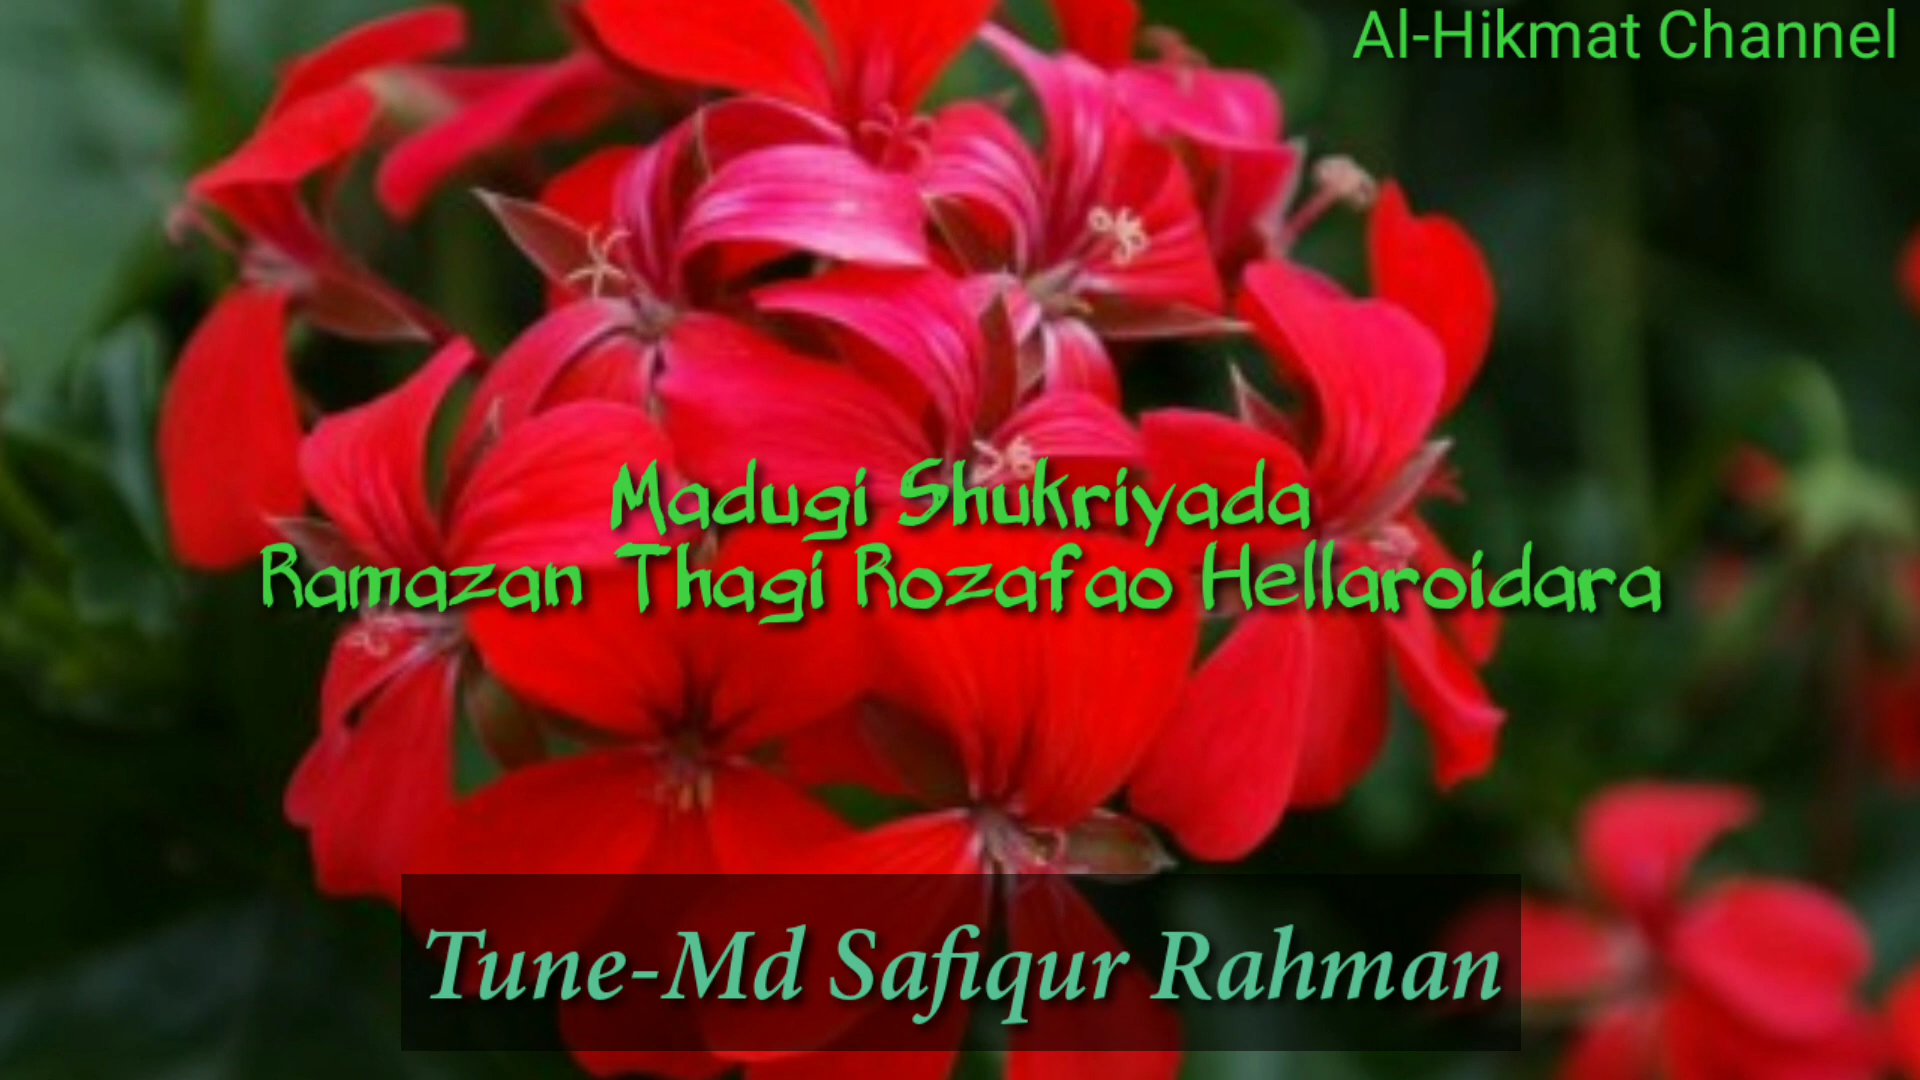 Al-Hikmat Channel
Madugi Shukriyada
Ramazan Thagi Rozafao Hellaroidara
Tune-Md Safiqur Rahman